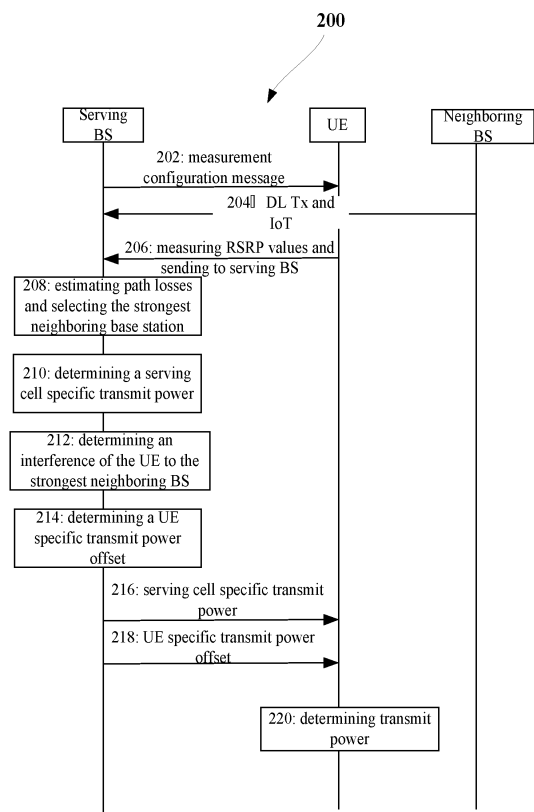 200
Serving
BS
UE
Neighboring
BS
202: measurement
configuration message
204▯ DL Tx and
IoT
206: measuring RSRP values and
sending to serving BS
208: estimating path losses
and selecting the strongest
neighboring base station
210: determining a serving
cell specific transmit power
212: determining an
interference of the UE to the
strongest neighboring BS
214: determining a UE
specific transmit power
offset
216: serving cell specific transmit
power
218: UE specific transmit power
offset
220: determining transmit
power